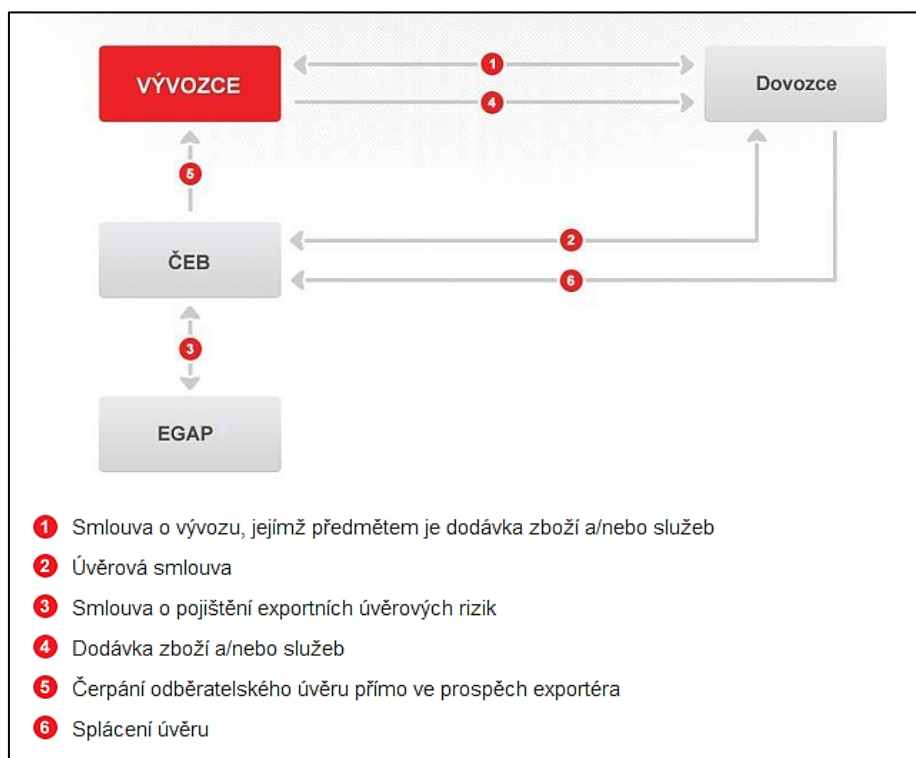 VÝVOZCE
1
Dovozce
4
5
ČEB
2
6
3
EGAP
1 Smlouva o vývozu, jejímž předmětem je dodávka zboží a/nebo služeb
2 Úvěrová smlouva
3 Smlouva o pojištění exportních úvěrových rizik
4 Dodávka zboží a/nebo služeb
5 Čerpání odběratelského úvěru přímo ve prospěch exportéra
6 Splácení úvěru